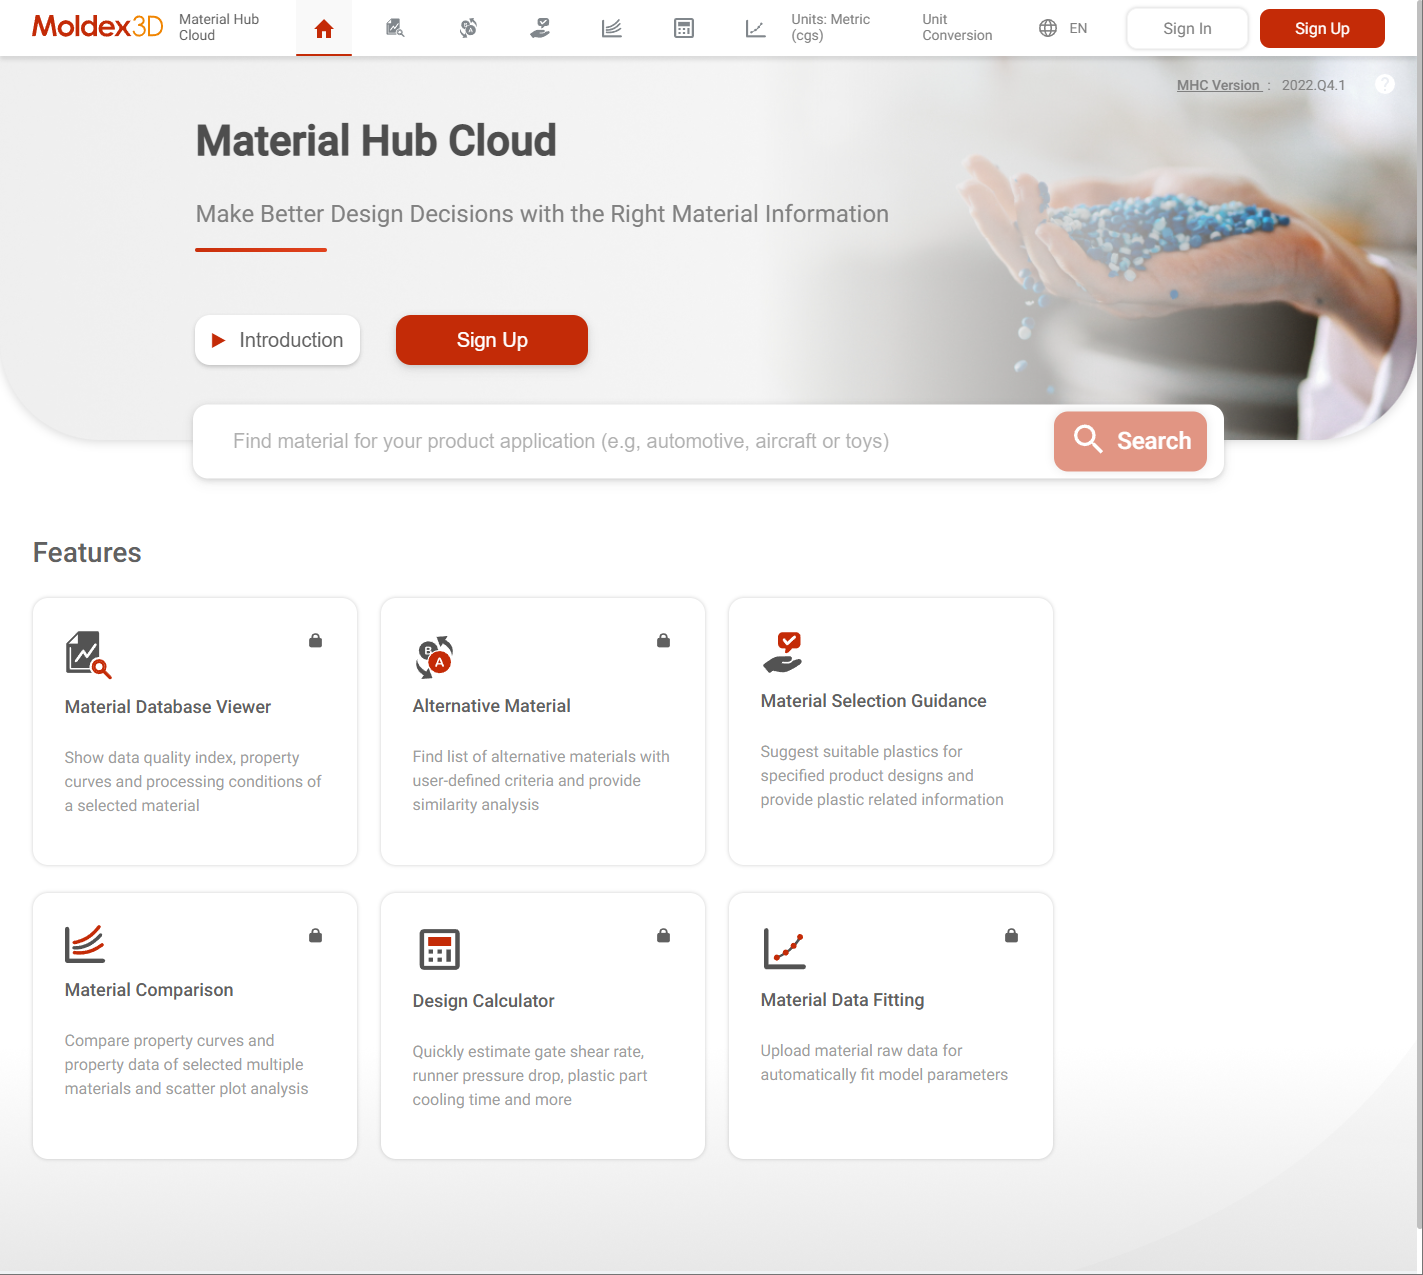 Moldex3D
Material Hub
Cloud
Units: Metric
(cgs)
Unit
Conversion
EN
Sign In
Sign Up
MHC Version : 2022.Q4.1
?
Material Hub Cloud
Make Better Design Decisions with the Right Material Information
Introduction
Sign Up
Find material for your product application (e.g, automotive, aircraft or toys)
Search
Features
Material Database Viewer
Show data quality index, property
curves and processing conditions of
a selected material
B
A
Alternative Material
Find list of alternative materials with
user-defined criteria and provide
similarity analysis
Material Selection Guidance
Suggest suitable plastics for
specified product designs and
provide plastic related information
Material Comparison
Compare property curves and
property data of selected multiple
materials and scatter plot analysis
Design Calculator
Quickly estimate gate shear rate,
runner pressure drop, plastic part
cooling time and more
Material Data Fitting
Upload material raw data for
automatically fit model parameters